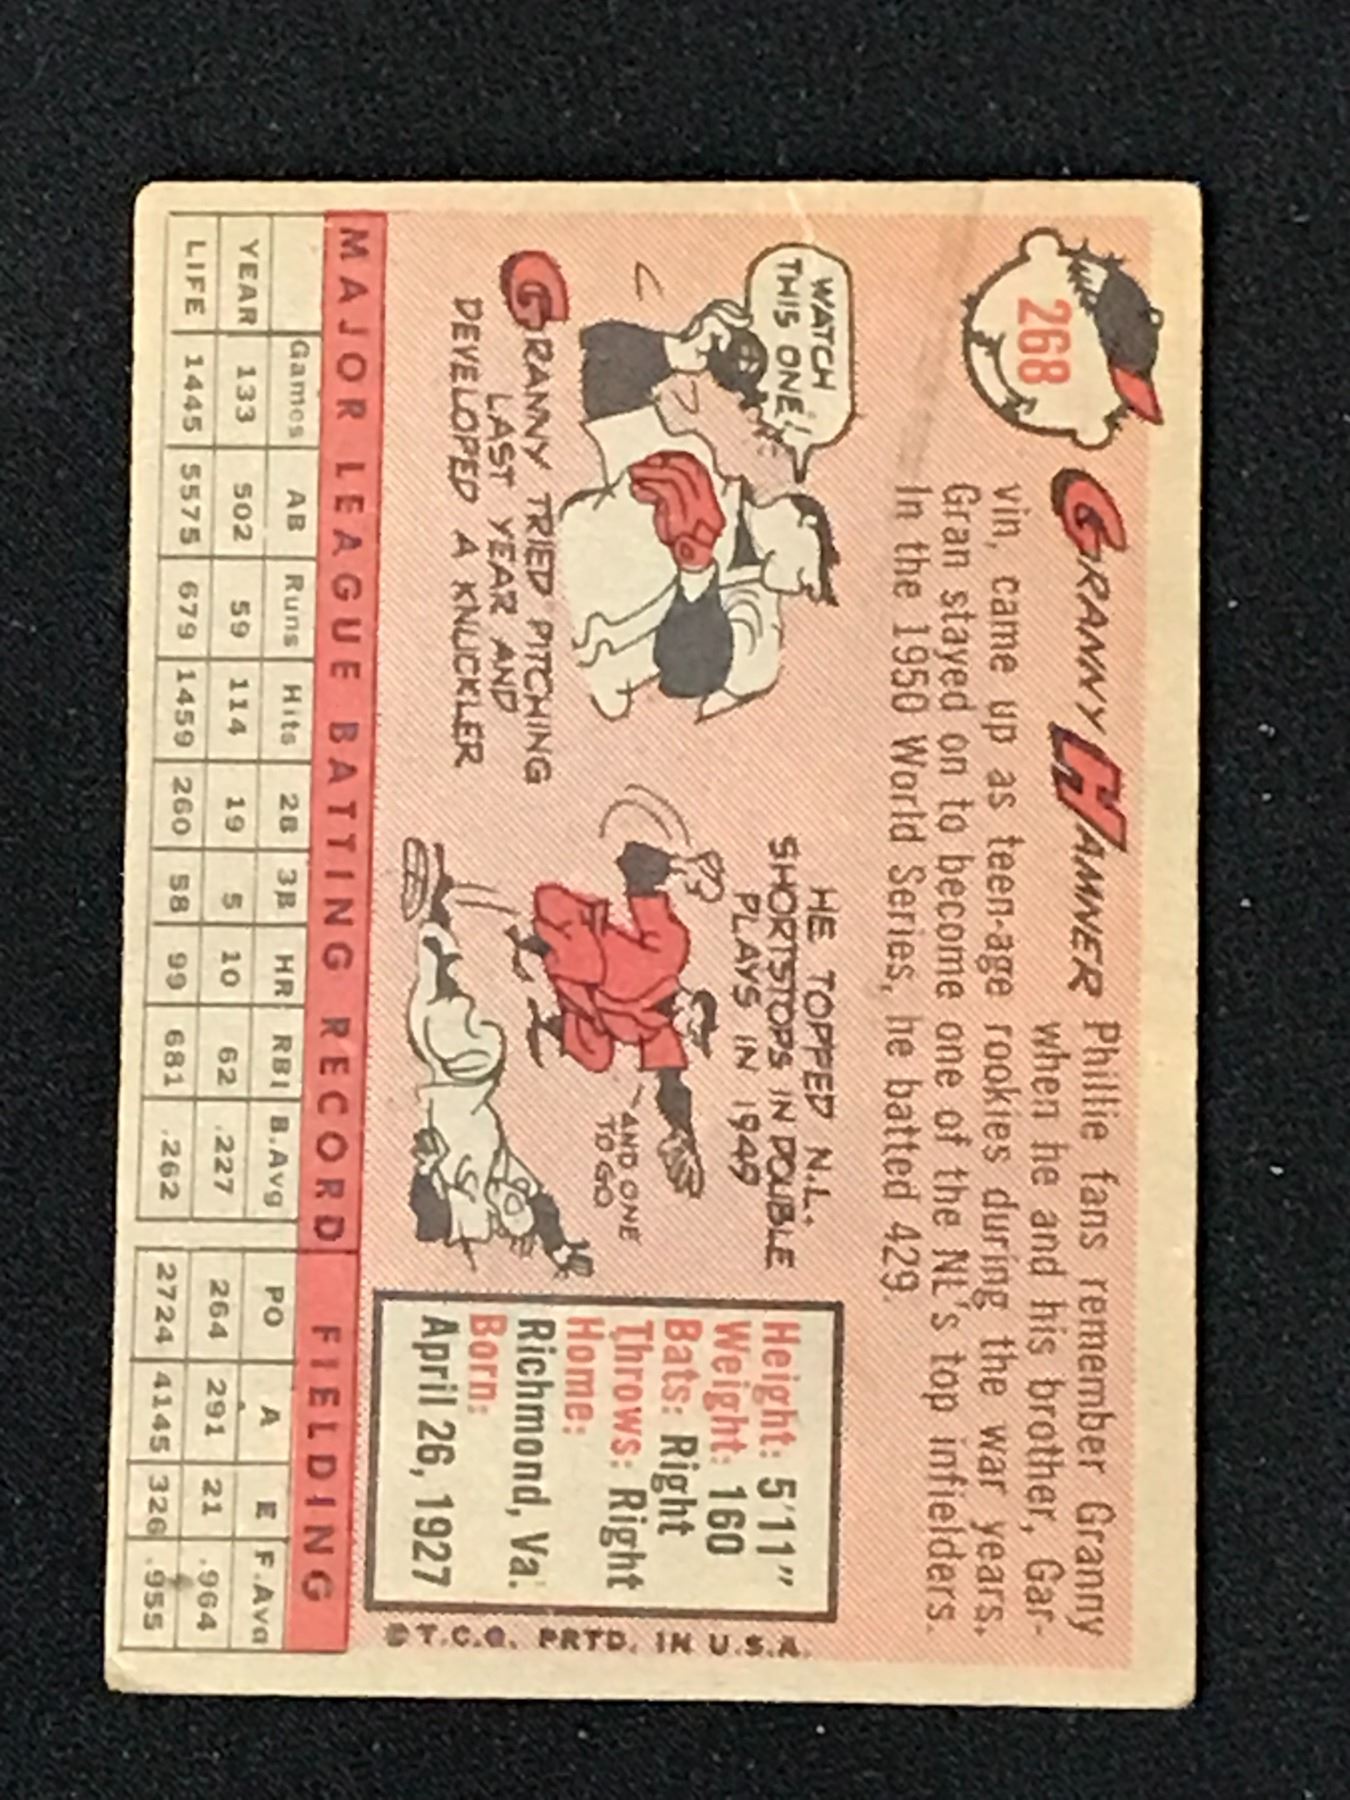 268
GRANNY HAMNER Phillie fans remember Granny
when he and his brother, Gar-
vin, came up as teen-age rookies during the war years.
Gran stayed on to become one of the NL's top infielders.
In the 1950 World Series, he batted 429.
WATCH
THIS ONE!
GRANNY TRIED PITCHING
LAST YEAR AND
DEVELOPED A KNUCKLER
HE TOPPED N.L.
SHORTSTOPS IN DOUBLE
PLAYS IN 1949
AND ONE
TO GO
Height: 5'11"
Weight: 160
Bats: Right
Throws: Right
Home:
Richmond, Va.
Born:
April 26, 1927
© T.C.G. PRTD. IN U.S.A.
MAJOR LEAGUE BATTING RECORD FIELDING
Games AB Runs Hits 2B 3B HR RBI B.Avg PO A E F.Avg
YEAR 133 502 59 114 19 5 10 62 .227 264 291 21 .964
LIFE 1445 5575 679 1459 260 58 99 681 .262 2724 4145 326 .955